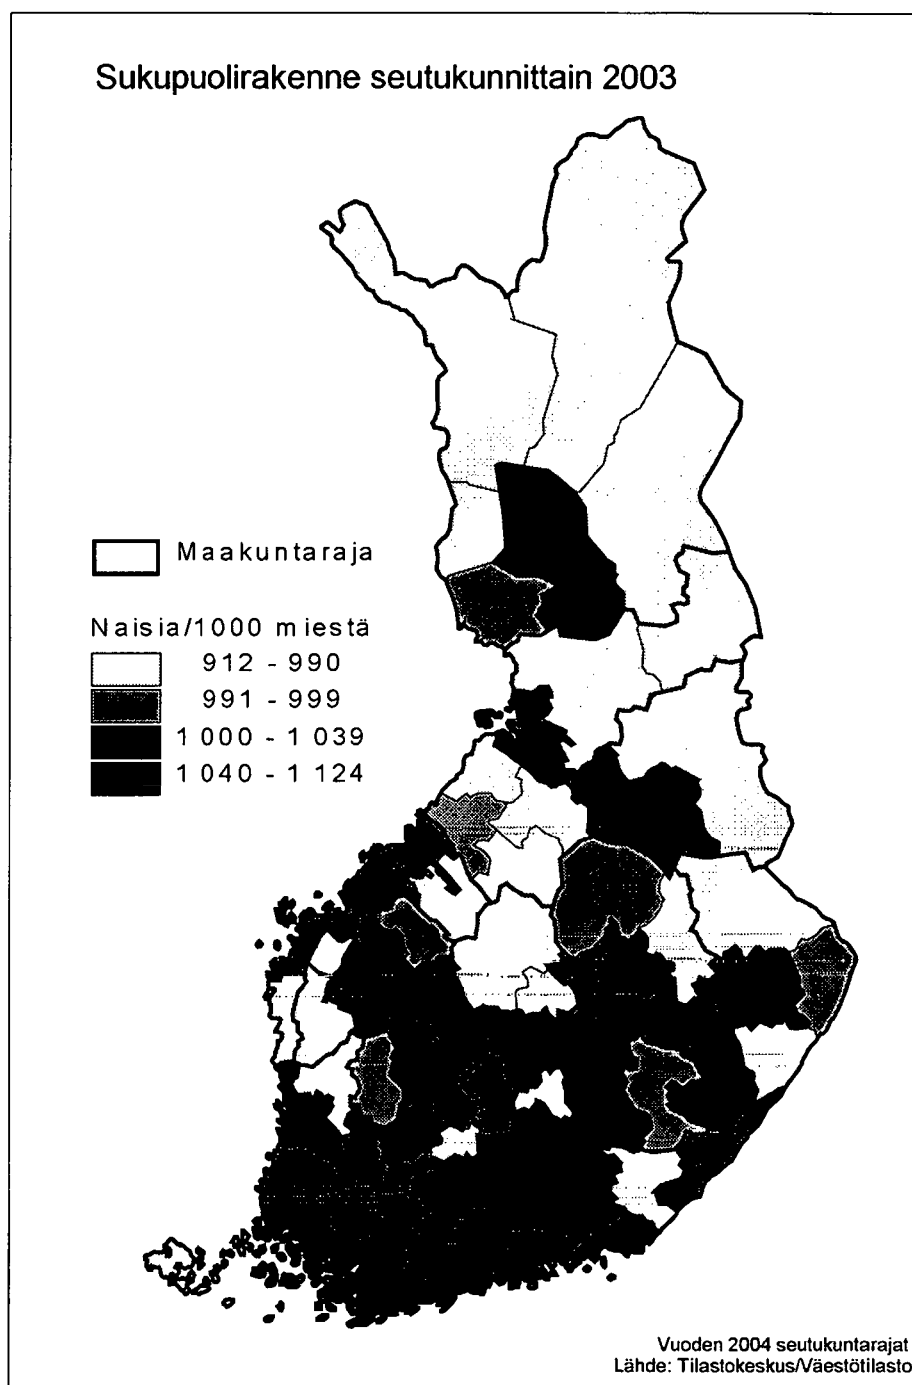 Sukupuolirakenne seutukunnittain 2003
Maakuntaraja
Naisia/1000 miestä
912 - 990
991 - 999
1 000 - 1 039
1 040 - 1 124
Vuoden 2004 seutukuntarajat
Lähde: Tilastokeskus/Väestötilasto